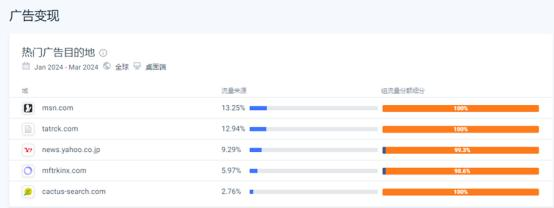 广告变现
热门广告目的地
Jan 2024 - Mar 2024 全球 桌面端
域 流量来源 组流量份额细分
msn.com 13.25% 100%
tatrck.com 12.94% 100%
news.yahoo.co.jp 9.29% 99.3%
mftrkinx.com 5.97% 98.6%
cactus-search.com 2.76% 100%